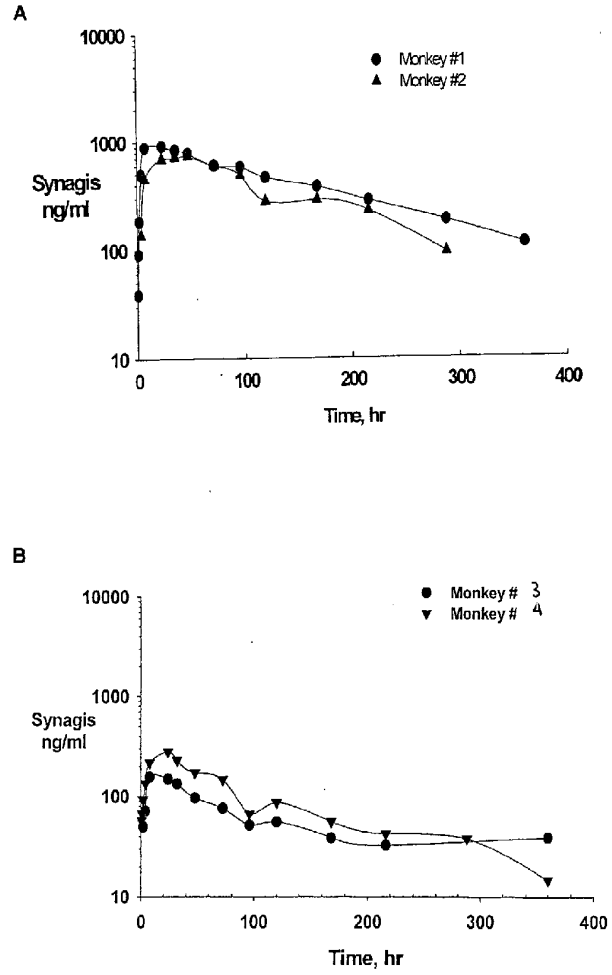 A
10000
Monkey #1
Monkey #2
1000
Synagis
ng/ml
100
10
0 100 200 300 400
Time, hr
B
Monkey # 3
Monkey # 4
10000
1000
Synagis
ng/ml
100
10
0 100 200 300 400
Time, hr